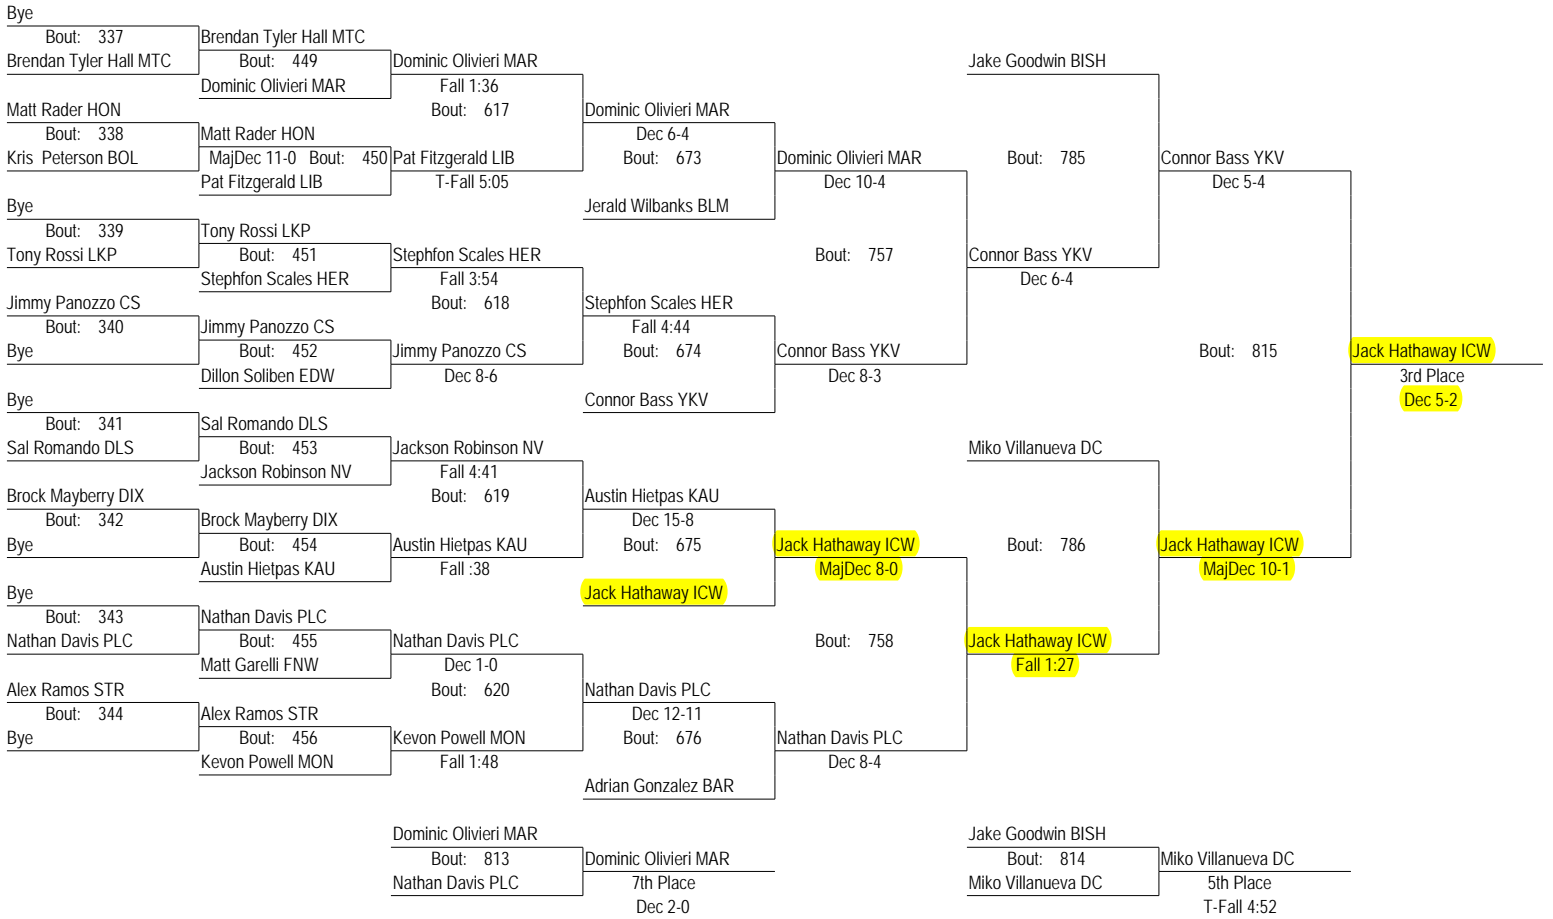 Bye
Bout: 337
Brendan Tyler Hall MTC
Brendan Tyler Hall MTC
Bout: 449
Dominic Olivieri MAR
Dominic Olivieri MAR
Fall 1:36
Bout: 617
Jake Goodwin BISH
Matt Rader HON
Bout: 338
Kris Peterson BOL
Matt Rader HON
MajDec 11-0 Bout: 450
Pat Fitzgerald LIB
Pat Fitzgerald LIB
T-Fall 5:05
Dominic Olivieri MAR
Dec 6-4
Bout: 673
Jerald Wilbanks BLM
Dominic Olivieri MAR
Dec 10-4
Bout: 785
Connor Bass YKV
Dec 5-4
Bye
Bout: 339
Tony Rossi LKP
Tony Rossi LKP
Bout: 451
Stephfon Scales HER
Stephfon Scales HER
Fall 3:54
Bout: 618
Bout: 757
Connor Bass YKV
Dec 6-4
Jimmy Panozzo CS
Bout: 340
Bye
Jimmy Panozzo CS
Bout: 452
Dillon Soliben EDW
Jimmy Panozzo CS
Dec 8-6
Stephfon Scales HER
Fall 4:44
Bout: 674
Connor Bass YKV
Connor Bass YKV
Dec 8-3
Bout: 815
Jack Hathaway ICW
3rd Place
Dec 5-2
Bye
Bout: 341
Sal Romando DLS
Sal Romando DLS
Bout: 453
Jackson Robinson NV
Jackson Robinson NV
Fall 4:41
Bout: 619
Miko Villanueva DC
Brock Mayberry DIX
Bout: 342
Bye
Brock Mayberry DIX
Bout: 454
Austin Hietpas KAU
Austin Hietpas KAU
Fall :38
Austin Hietpas KAU
Dec 15-8
Bout: 675
Jack Hathaway ICW
Jack Hathaway ICW
MajDec 8-0
Bout: 786
Jack Hathaway ICW
MajDec 10-1
Bye
Bout: 343
Nathan Davis PLC
Nathan Davis PLC
Bout: 455
Matt Garelli FNW
Nathan Davis PLC
Dec 1-0
Bout: 620
Bout: 758
Jack Hathaway ICW
Fall 1:27
Alex Ramos STR
Bout: 344
Bye
Alex Ramos STR
Bout: 456
Kevon Powell MON
Kevon Powell MON
Fall 1:48
Nathan Davis PLC
Dec 12-11
Bout: 676
Adrian Gonzalez BAR
Nathan Davis PLC
Dec 8-4
Dominic Olivieri MAR
Bout: 813
Nathan Davis PLC
Dominic Olivieri MAR
7th Place
Dec 2-0
Jake Goodwin BISH
Bout: 814
Miko Villanueva DC
Miko Villanueva DC
5th Place
T-Fall 4:52